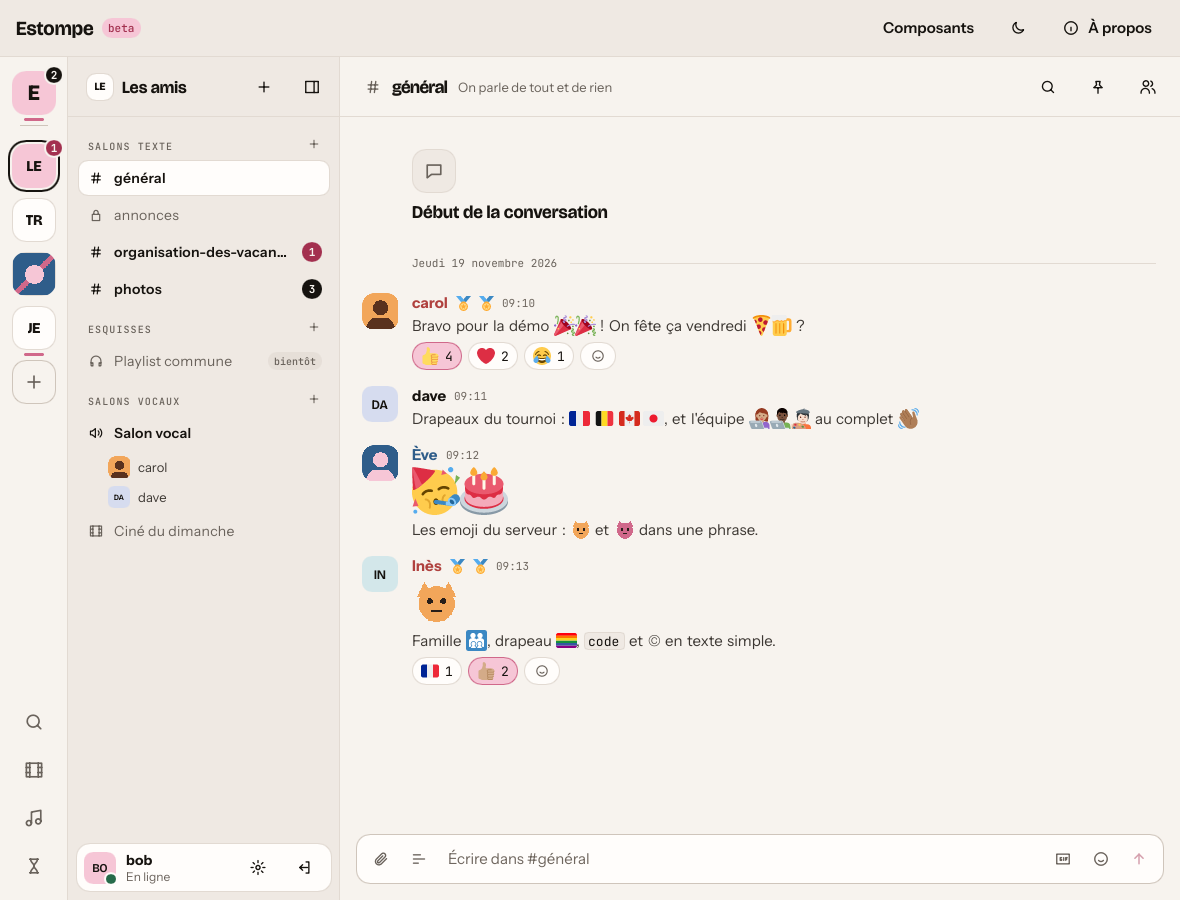 Estompe beta
Composants
À propos
E 2
LE 1
TR
JE
LE Les amis
SALONS TEXTE
# général
annonces
# organisation-des-vacan... 1
# photos 3
ESQUISSES
Playlist commune bientôt
SALONS VOCAUX
Salon vocal
carol
DA dave
Ciné du dimanche
BO bob
En ligne
# général On parle de tout et de rien
Début de la conversation
Jeudi 19 novembre 2026
carol 🏅 🏅 09:10
Bravo pour la démo 🎉🎉 ! On fête ça vendredi 🍕🍺 ?
👍 4 ❤️ 2 😂 1
DA dave 09:11
Drapeaux du tournoi : 🇫🇷 🇧🇪 🇨🇦 🇯🇵, et l'équipe 👩🏽‍💻👨🏿‍💻🧑🏻‍🚒 au complet 👋🏾
Ève 09:12
🥳🎂
Les emoji du serveur : et dans une phrase.
IN Inès 🏅 🏅 09:13
Famille 👨‍👩‍👧‍👦, drapeau 🏳️‍🌈, code et © en texte simple.
🇫🇷 1 👍🏽 2
Écrire dans #général
GIF